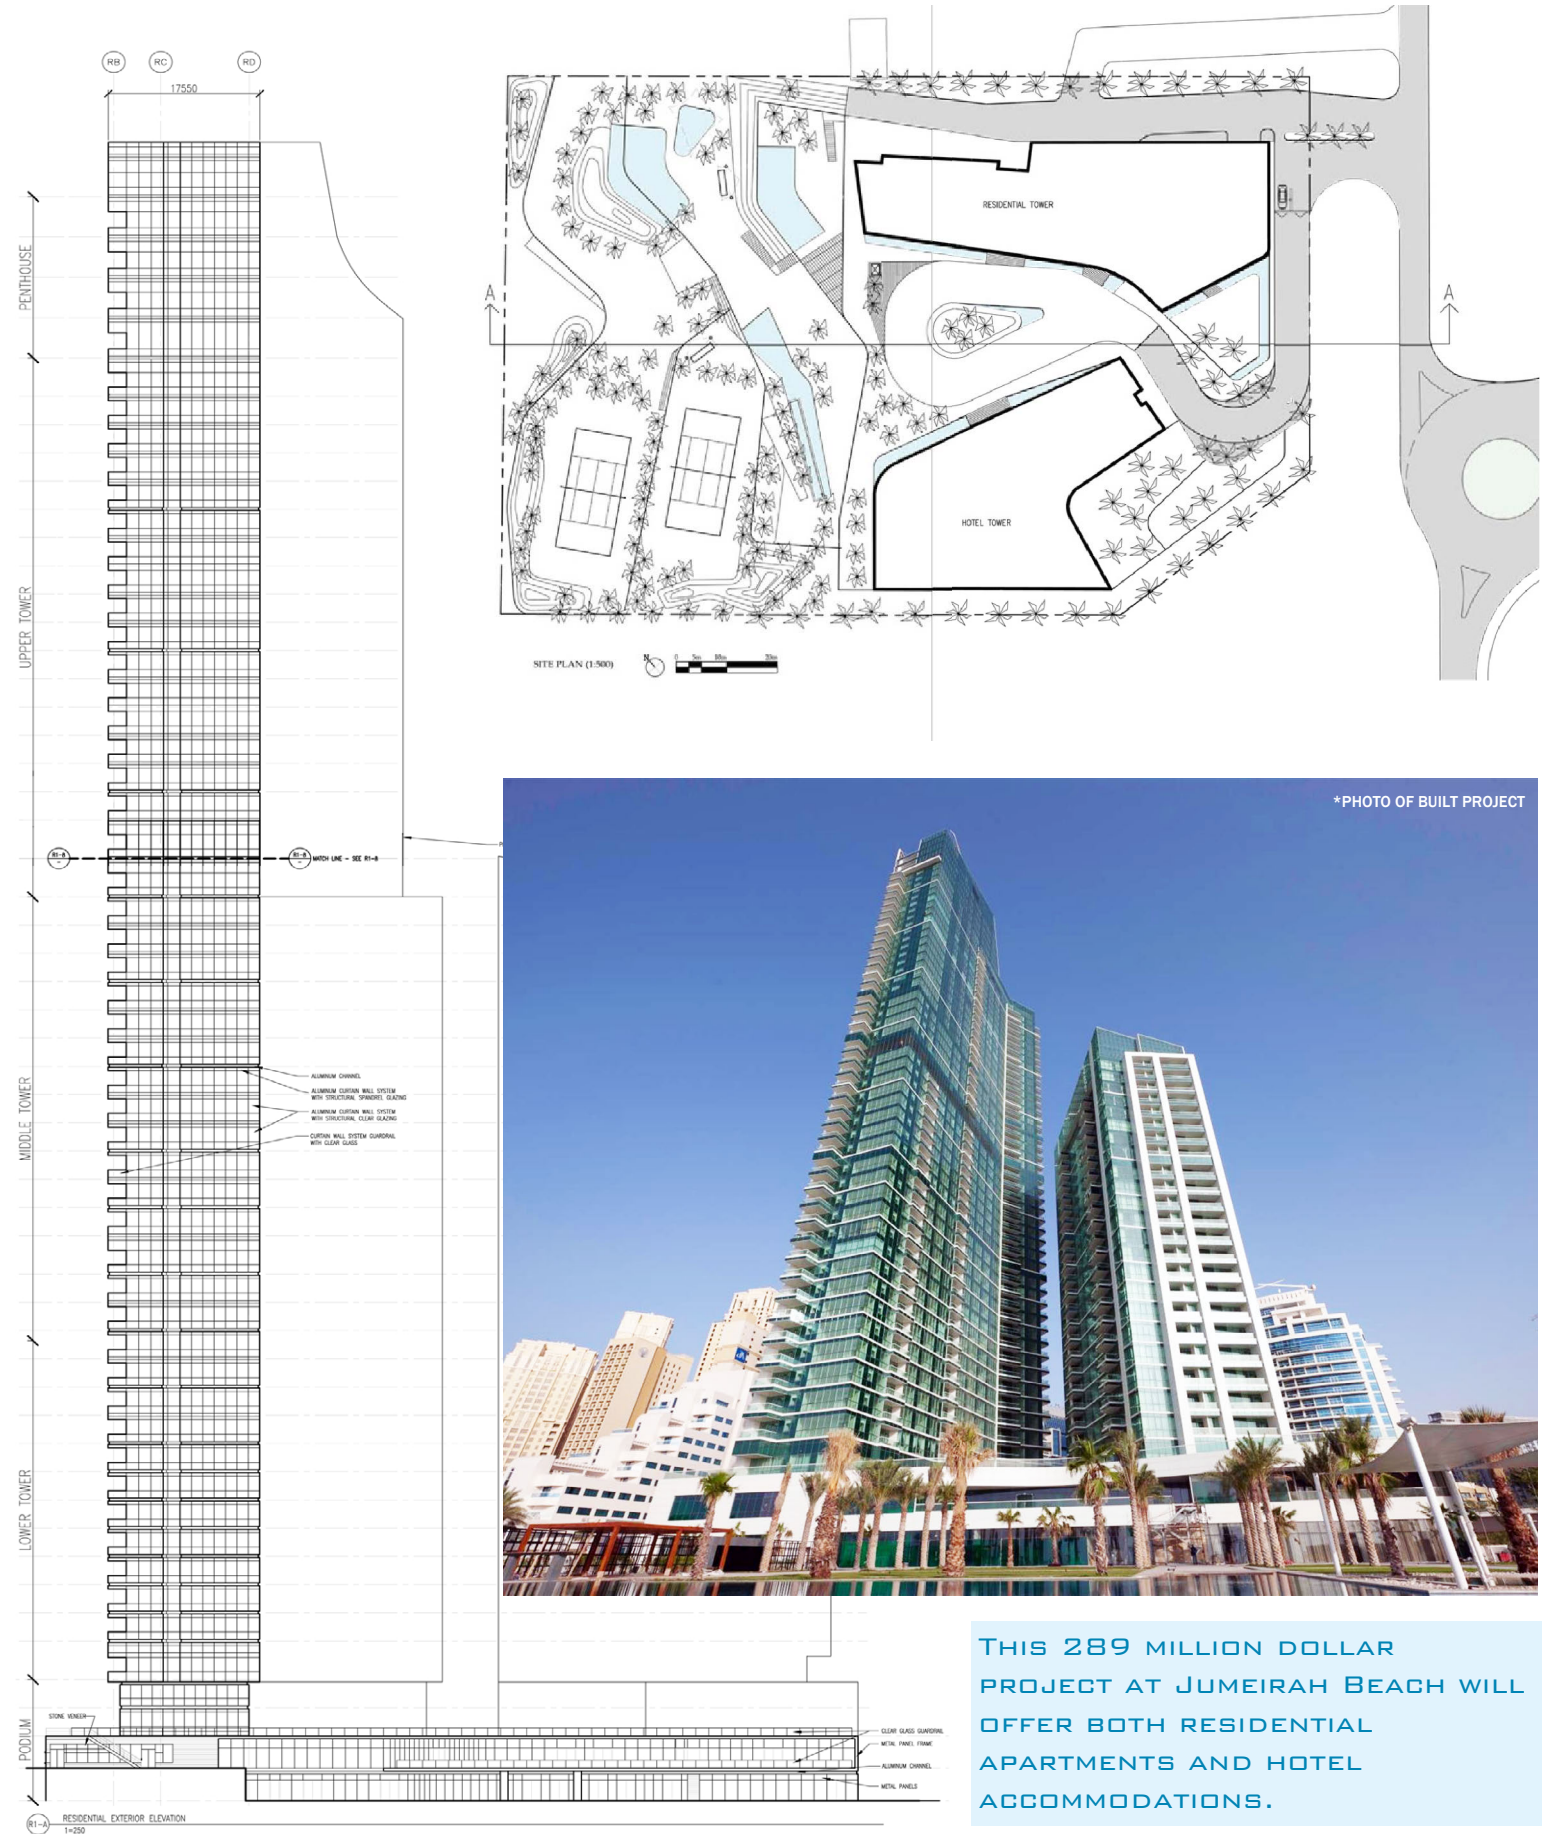 RB
RC
RD
17550
PENTHOUSE
UPPER TOWER
MIDDLE TOWER
LOWER TOWER
PODIUM
R1-B
R1-B
MATCH LINE - SEE R1-B
ALUMINUM CHANNEL
ALUMINUM CURTAIN WALL SYSTEM
WITH STRUCTURAL SPANDREL GLAZING
ALUMINUM CURTAIN WALL SYSTEM
WITH STRUCTURAL CLEAR GLAZING
CURTAIN WALL SYSTEM GUARDRAIL
WITH CLEAR GLASS
STONE VENEER
CLEAR GLASS GUARDRAIL
METAL PANEL FRAME
ALUMINUM CHANNEL
METAL PANELS
R1-A
RESIDENTIAL EXTERIOR ELEVATION
1=250
RESIDENTIAL TOWER
A
A
HOTEL TOWER
SITE PLAN (1:500)
N
0 5m 10m 20m
*PHOTO OF BUILT PROJECT
THIS 289 MILLION DOLLAR
PROJECT AT JUMEIRAH BEACH WILL
OFFER BOTH RESIDENTIAL
APARTMENTS AND HOTEL
ACCOMMODATIONS.